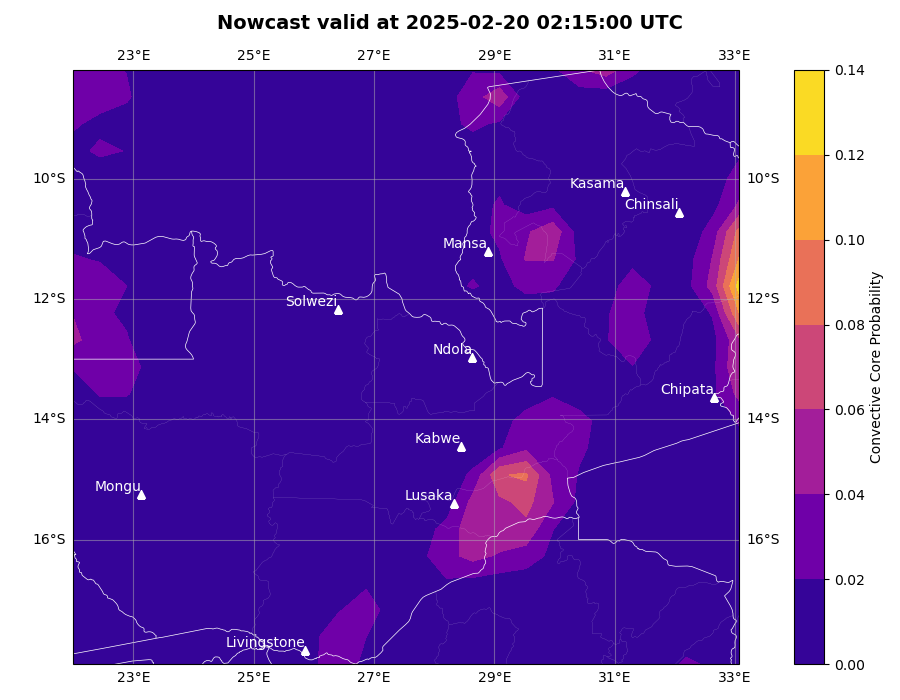 Nowcast valid at 2025-02-20 02:15:00 UTC
23°E 25°E 27°E 29°E 31°E 33°E
0.14
0.12
10°S 10°S
Kasama
Chinsali
0.10
Mansa
12°S 12°S
Solwezi
0.08
Ndola
Chipata
0.06
14°S 14°S
Kabwe
Mongu
Lusaka
0.04
16°S 16°S
0.02
Livingstone
0.00
23°E 25°E 27°E 29°E 31°E 33°E
Convective Core Probability